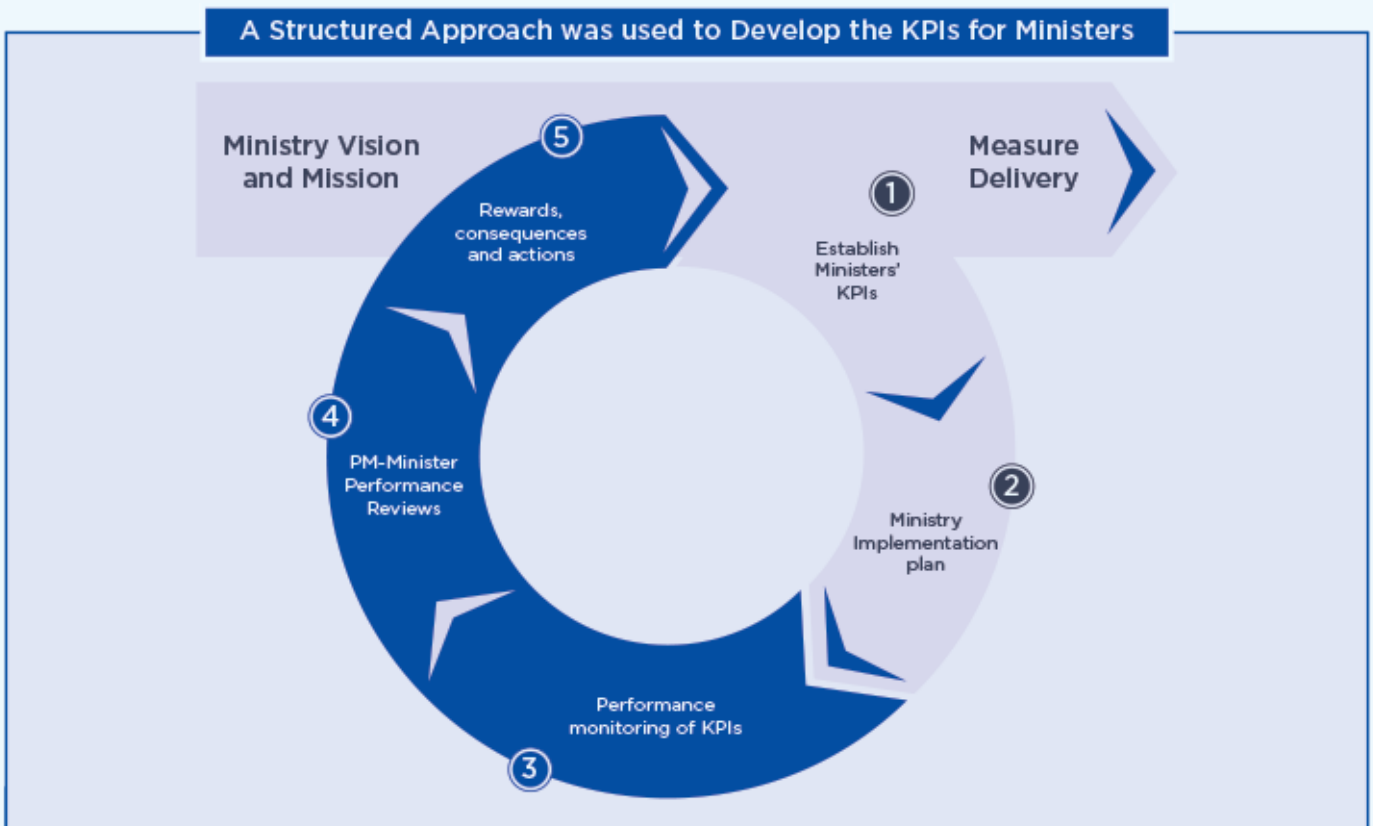 A Structured Approach was used to Develop the KPIs for Ministers
Ministry Vision
and Mission
Measure
Delivery
1
Establish
Ministers'
KPIs
2
Ministry
Implementation
plan
3
Performance
monitoring of KPIs
4
PM-Minister
Performance
Reviews
5
Rewards,
consequences
and actions